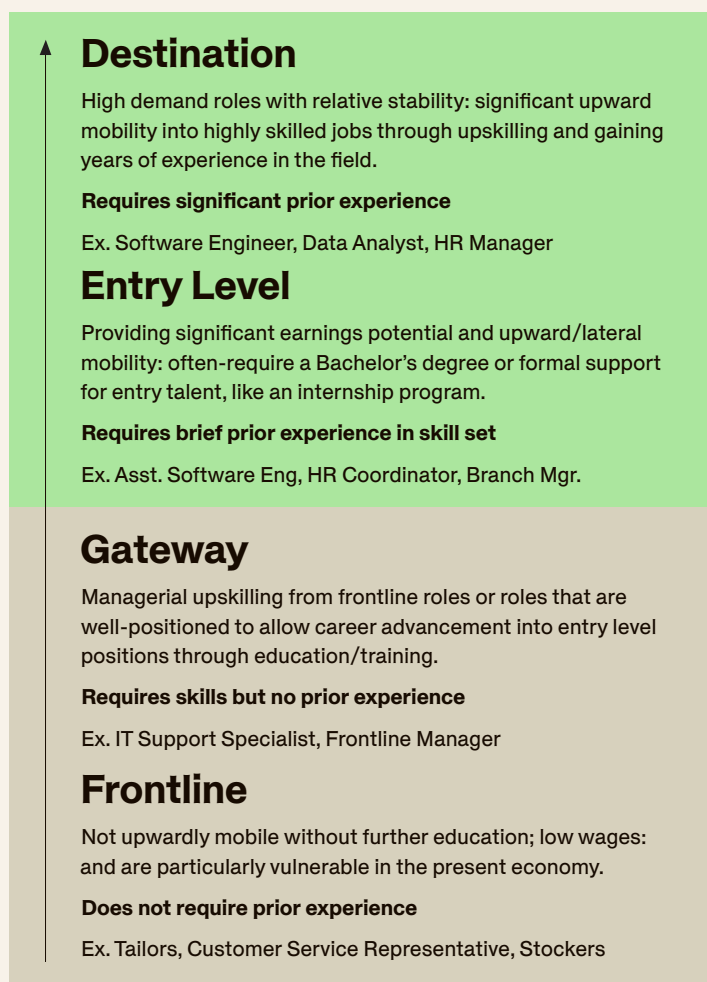 Destination
High demand roles with relative stability: significant upward
mobility into highly skilled jobs through upskilling and gaining
years of experience in the field.
Requires significant prior experience
Ex. Software Engineer, Data Analyst, HR Manager
Entry Level
Providing significant earnings potential and upward/lateral
mobility: often-require a Bachelor’s degree or formal support
for entry talent, like an internship program.
Requires brief prior experience in skill set
Ex. Asst. Software Eng, HR Coordinator, Branch Mgr.
Gateway
Managerial upskilling from frontline roles or roles that are
well-positioned to allow career advancement into entry level
positions through education/training.
Requires skills but no prior experience
Ex. IT Support Specialist, Frontline Manager
Frontline
Not upwardly mobile without further education; low wages:
and are particularly vulnerable in the present economy.
Does not require prior experience
Ex. Tailors, Customer Service Representative, Stockers